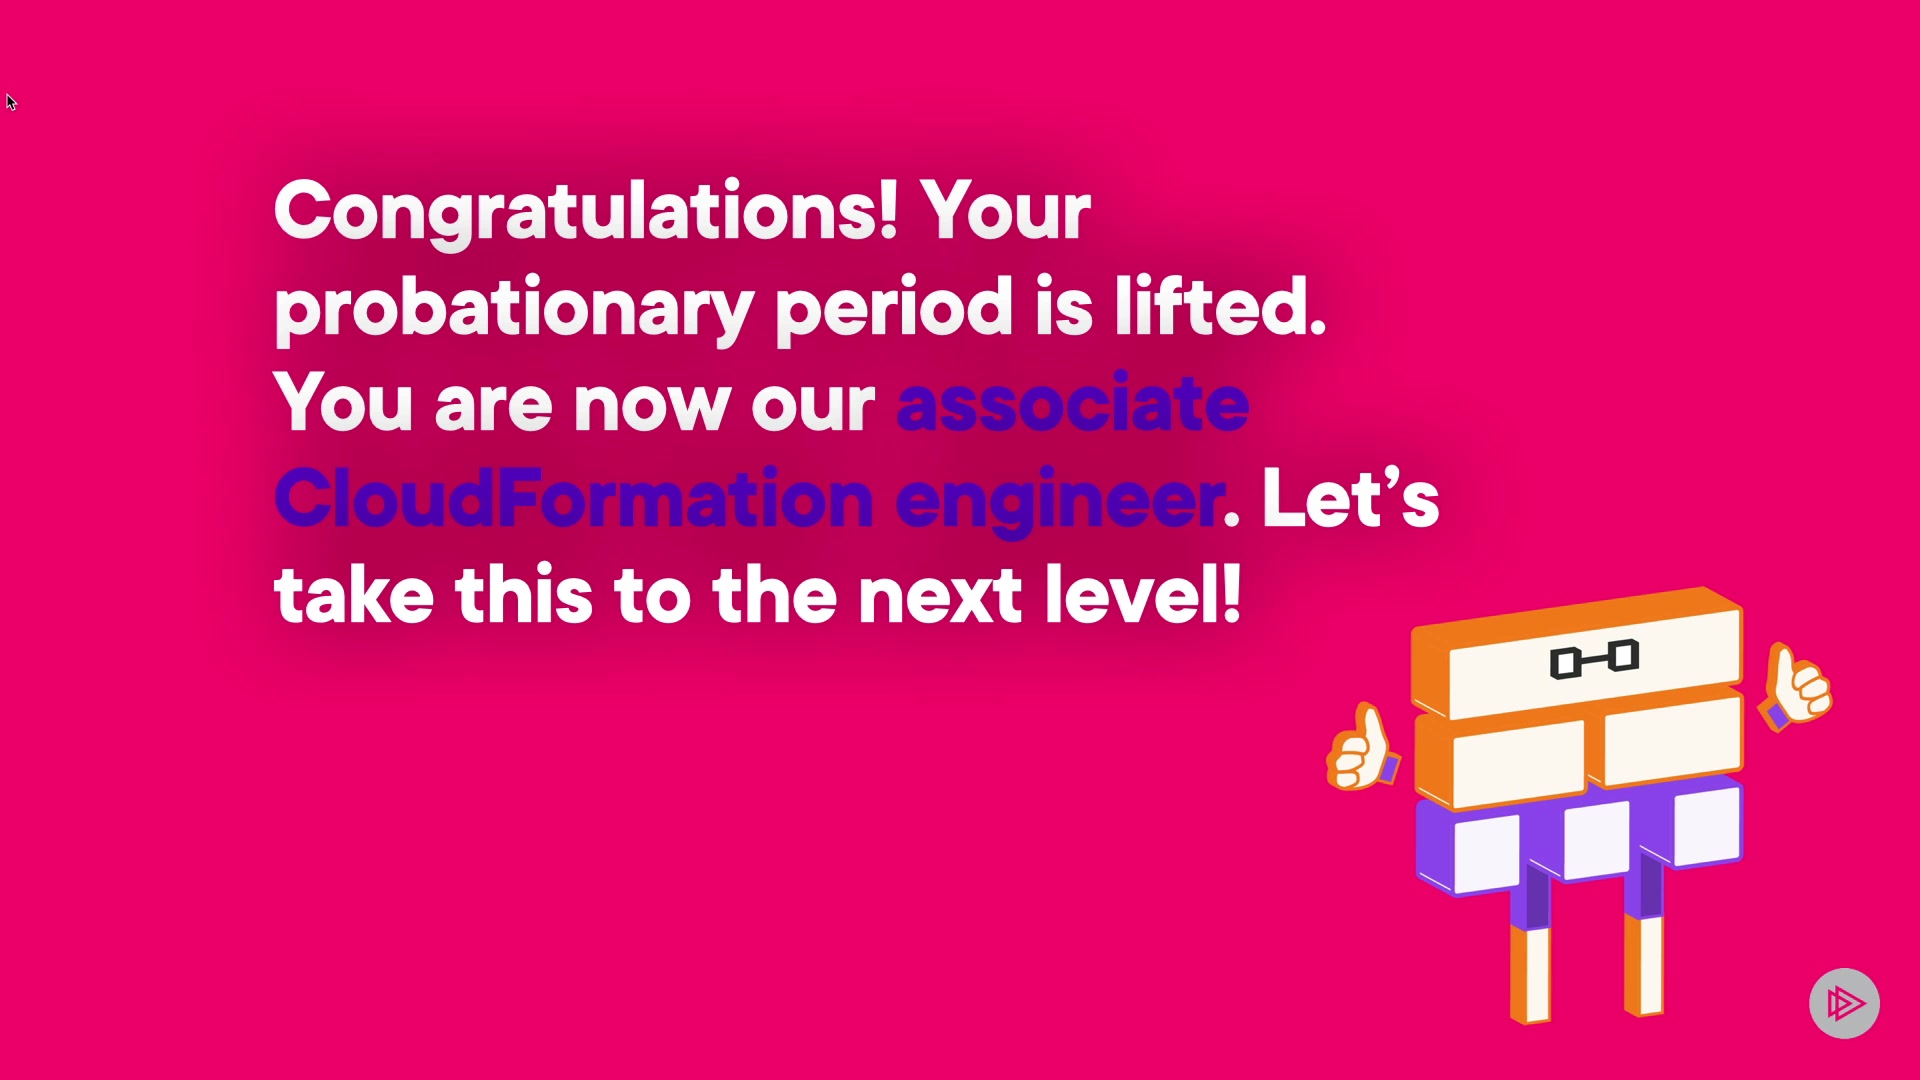 Congratulations! Your
probationary period is lifted.
You are now our associate
CloudFormation engineer. Let’s
take this to the next level!